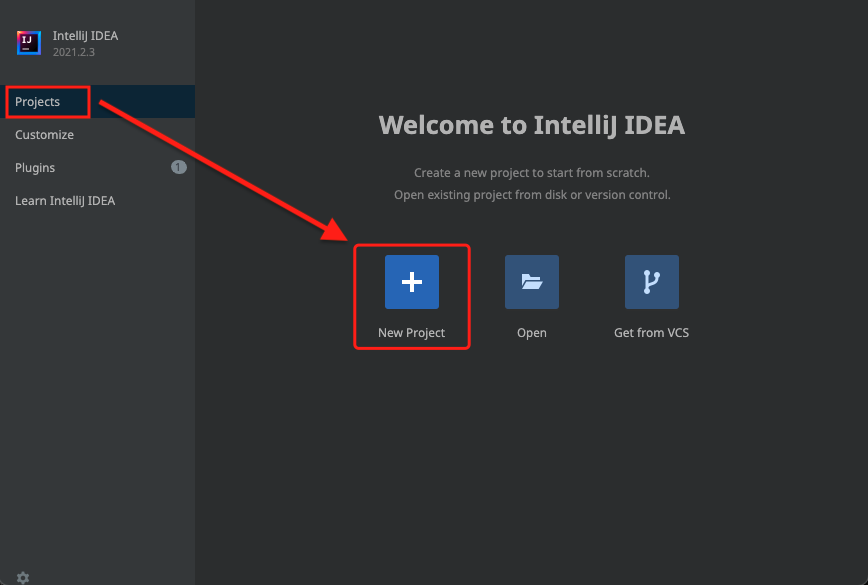 IJ
IntelliJ IDEA
2021.2.3
Projects
Customize
Plugins
1
Learn IntelliJ IDEA
Welcome to IntelliJ IDEA
Create a new project to start from scratch.
Open existing project from disk or version control.
New Project
Open
Get from VCS